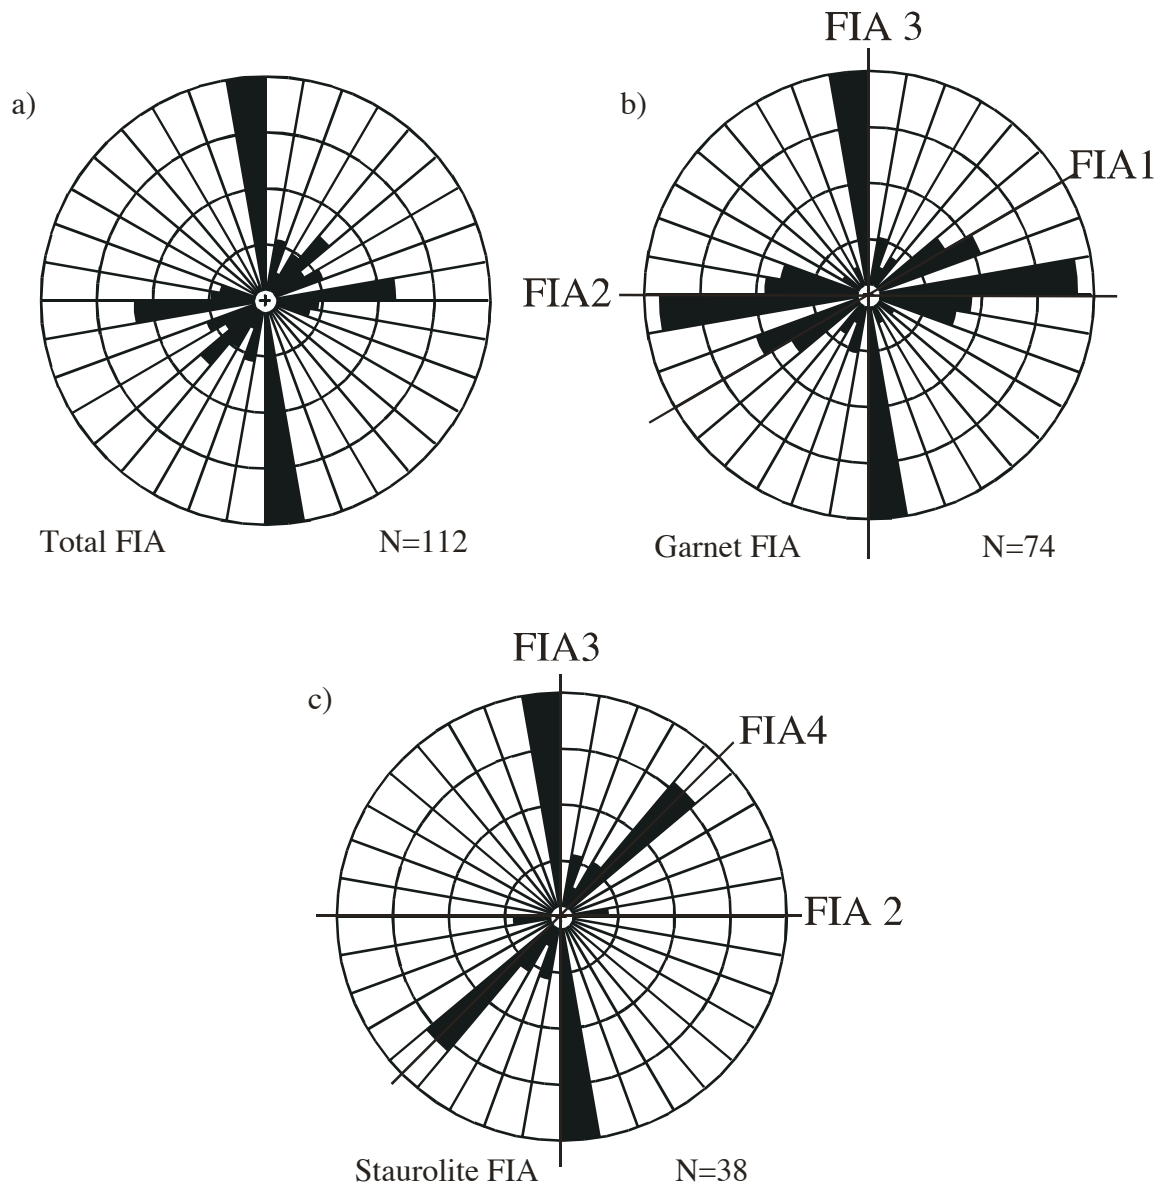 FIA 3
a)
b)
FIA1
FIA2
Total FIA
N=112
Garnet FIA
N=74
FIA3
c)
FIA4
FIA 2
Staurolite FIA
N=38